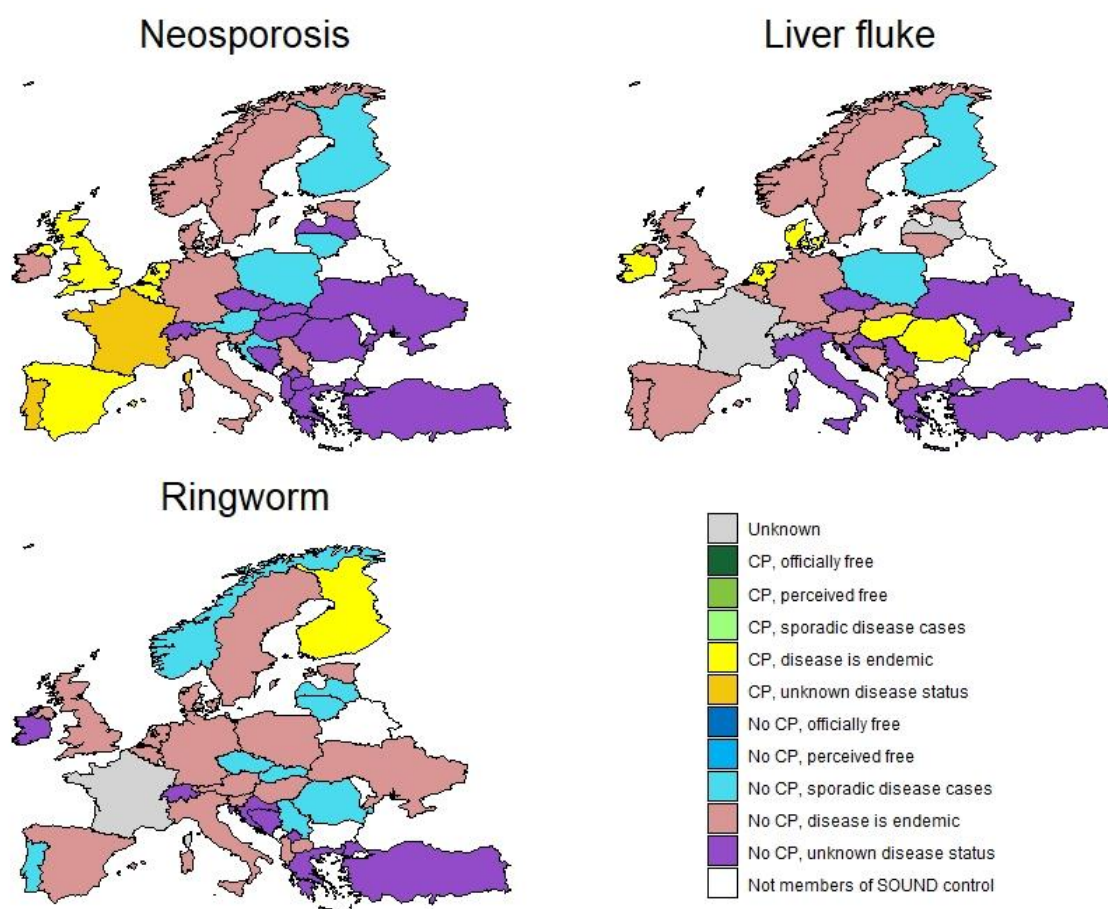 Neosporosis
Liver fluke
Ringworm
Unknown
CP, officially free
CP, perceived free
CP, sporadic disease cases
CP, disease is endemic
CP, unknown disease status
No CP, officially free
No CP, perceived free
No CP, sporadic disease cases
No CP, disease is endemic
No CP, unknown disease status
Not members of SOUND control